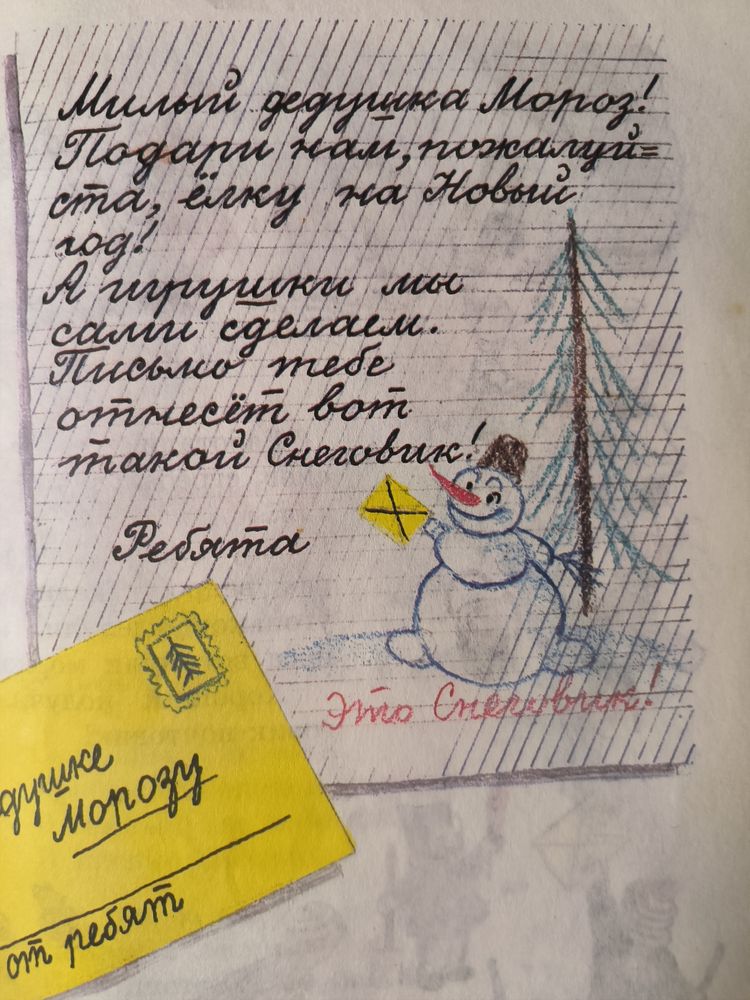 Милый дедушка Мороз!
Подари нам, пожалуй=
ста, ёлку на Новый
год!
А игрушки мы
сами сделаем.
Письмо тебе
отнесёт вот
такой Снеговик!
Ребята
Это Снеговик!
едушке
Морозу
от ребят